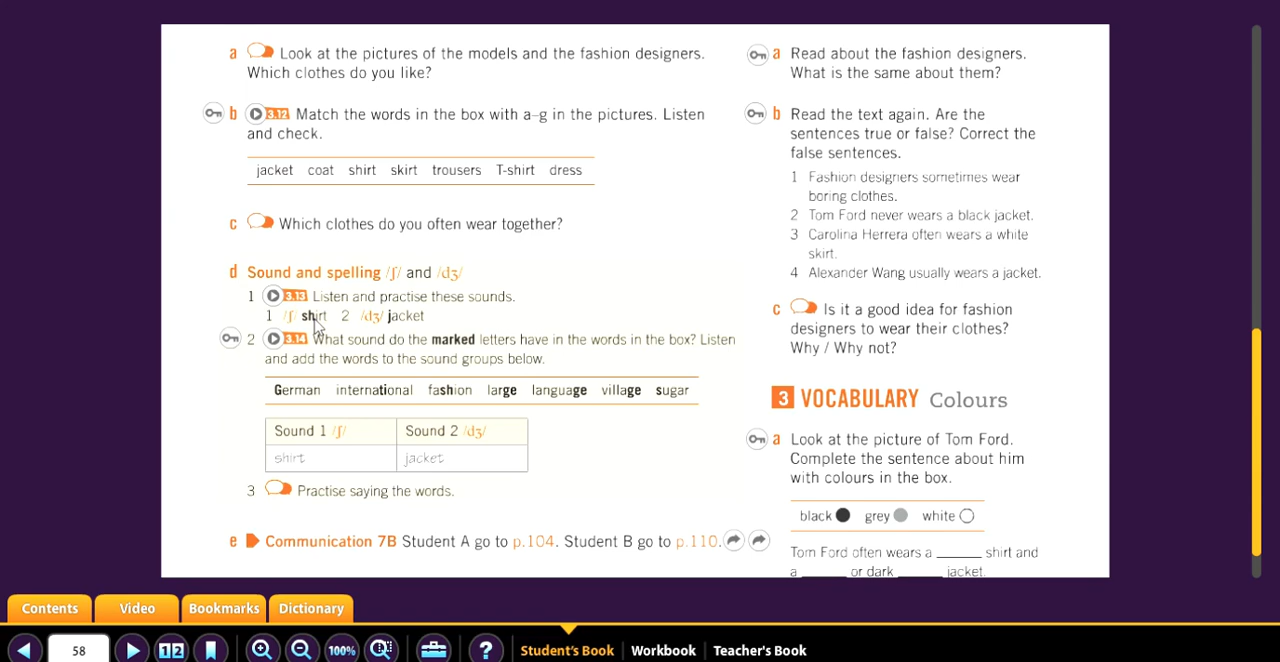 a Look at the pictures of the models and the fashion designers.
Which clothes do you like?
b 3.12 Match the words in the box with a–g in the pictures. Listen
and check.
jacket coat shirt skirt trousers T-shirt dress
c Which clothes do you often wear together?
d Sound and spelling /ʃ/ and /dʒ/
1 3.13 Listen and practise these sounds.
1 /ʃ/ shirt 2 /dʒ/ jacket
2 3.14 What sound do the marked letters have in the words in the box? Listen
and add the words to the sound groups below.
German international fashion large language village sugar
Sound 1 /ʃ/ Sound 2 /dʒ/
shirt jacket
3 Practise saying the words.
e Communication 7B Student A go to p.104. Student B go to p.110.
a Read about the fashion designers.
What is the same about them?
b Read the text again. Are the
sentences true or false? Correct the
false sentences.
1 Fashion designers sometimes wear
boring clothes.
2 Tom Ford never wears a black jacket.
3 Carolina Herrera often wears a white
skirt.
4 Alexander Wang usually wears a jacket.
c Is it a good idea for fashion
designers to wear their clothes?
Why / Why not?
3 VOCABULARY Colours
a Look at the picture of Tom Ford.
Complete the sentence about him
with colours in the box.
black grey white
Tom Ford often wears a ______ shirt and
a ______ or dark ______ jacket.
Contents Video Bookmarks Dictionary
58 1 2 100% ? Student's Book Workbook Teacher's Book